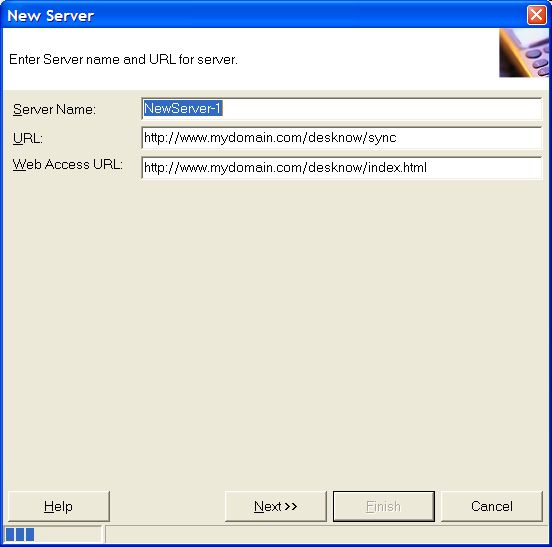 New Server
Enter Server name and URL for server.
Server Name: NewServer-1
URL: http://www.mydomain.com/desknow/sync
Web Access URL: http://www.mydomain.com/desknow/index.html
Help Next >> Finish Cancel